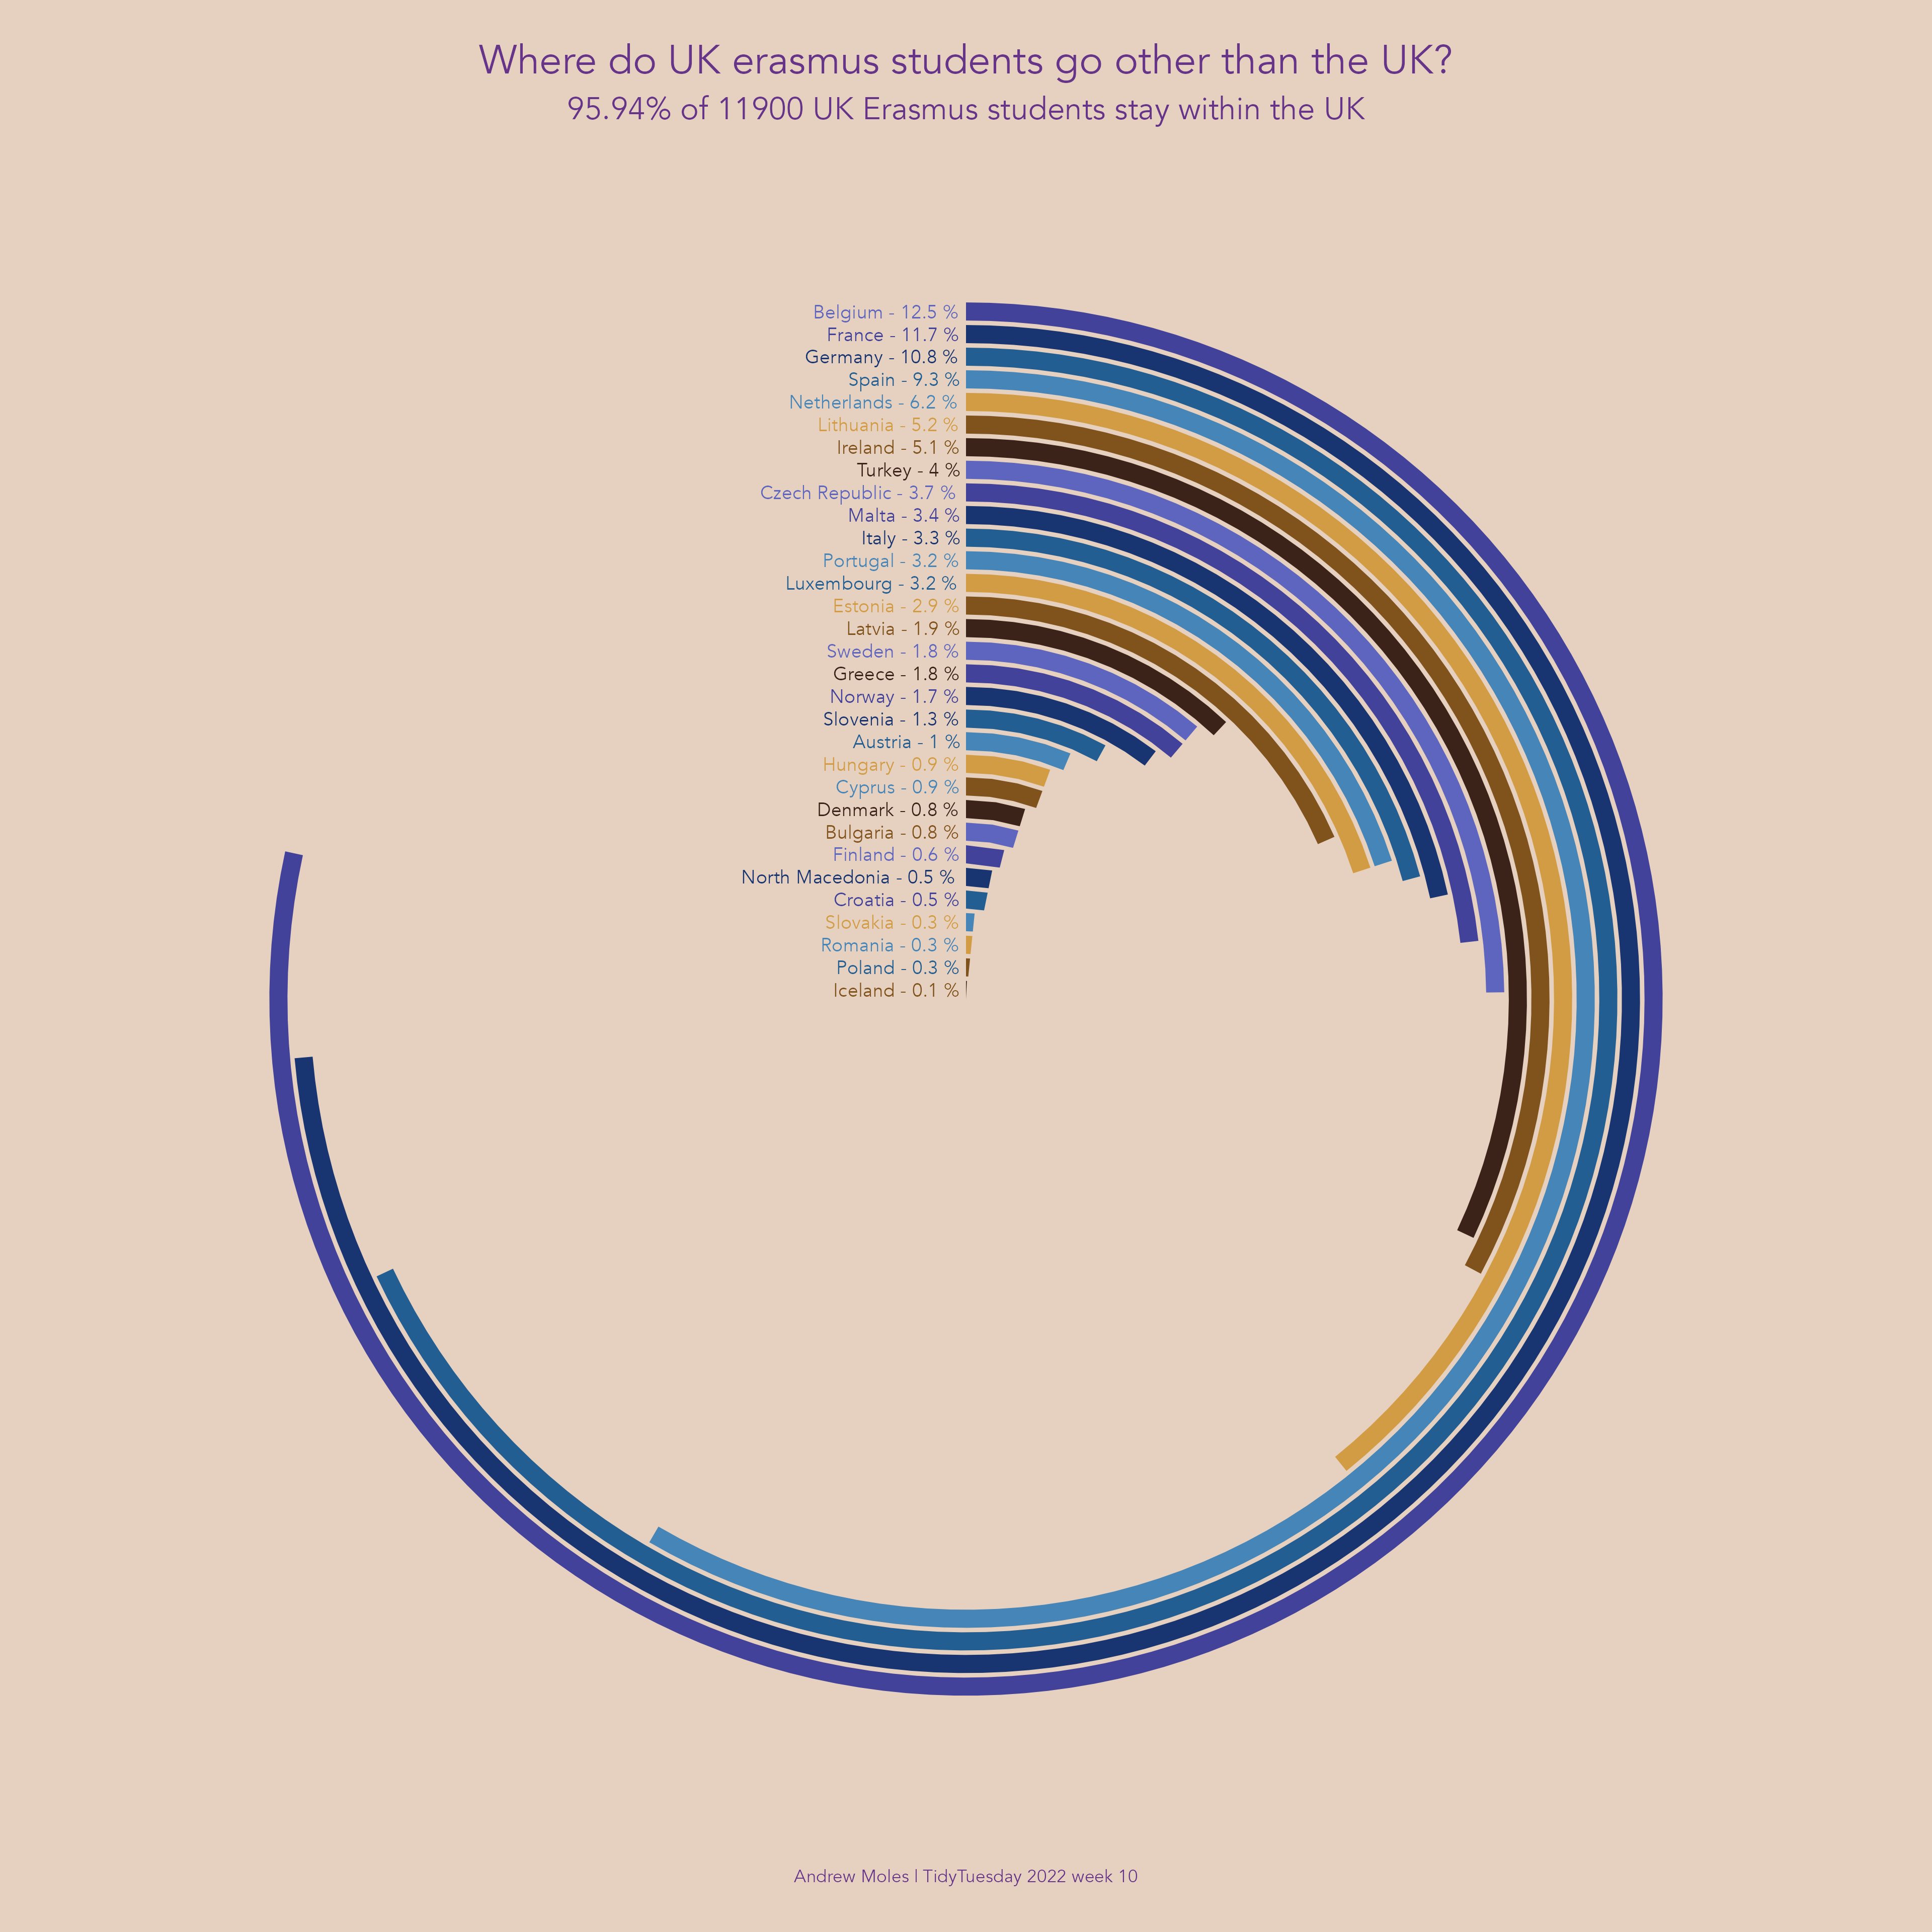 Where do UK erasmus students go other than the UK?
95.94% of 11900 UK Erasmus students stay within the UK
Belgium - 12.5 %
France - 11.7 %
Germany - 10.8 %
Spain - 9.3 %
Netherlands - 6.2 %
Lithuania - 5.2 %
Ireland - 5.1 %
Turkey - 4 %
Czech Republic - 3.7 %
Malta - 3.4 %
Italy - 3.3 %
Portugal - 3.2 %
Luxembourg - 3.2 %
Estonia - 2.9 %
Latvia - 1.9 %
Sweden - 1.8 %
Greece - 1.8 %
Norway - 1.7 %
Slovenia - 1.3 %
Austria - 1 %
Hungary - 0.9 %
Cyprus - 0.9 %
Denmark - 0.8 %
Bulgaria - 0.8 %
Finland - 0.6 %
North Macedonia - 0.5 %
Croatia - 0.5 %
Slovakia - 0.3 %
Romania - 0.3 %
Poland - 0.3 %
Iceland - 0.1 %
Andrew Moles | TidyTuesday 2022 week 10